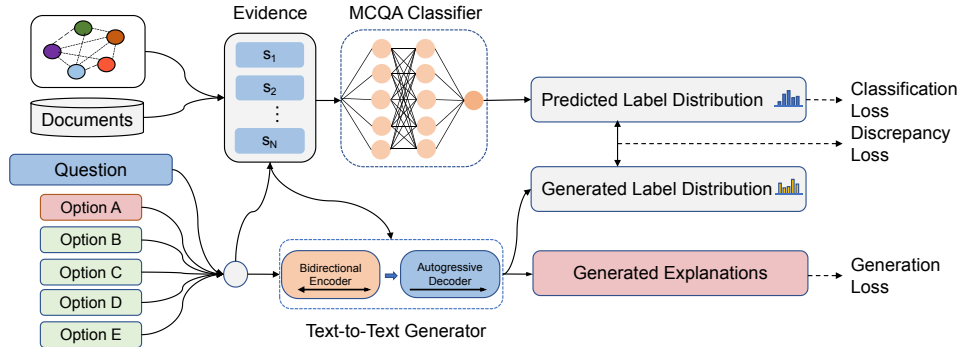 Evidence
MCQA Classifier
s1
s2
sN
Documents
Question
Option A
Option B
Option C
Option D
Option E
Bidirectional
Encoder
Autogressive
Decoder
Text-to-Text Generator
Predicted Label Distribution
Generated Label Distribution
Generated Explanations
Classification
Loss
Discrepancy
Loss
Generation
Loss